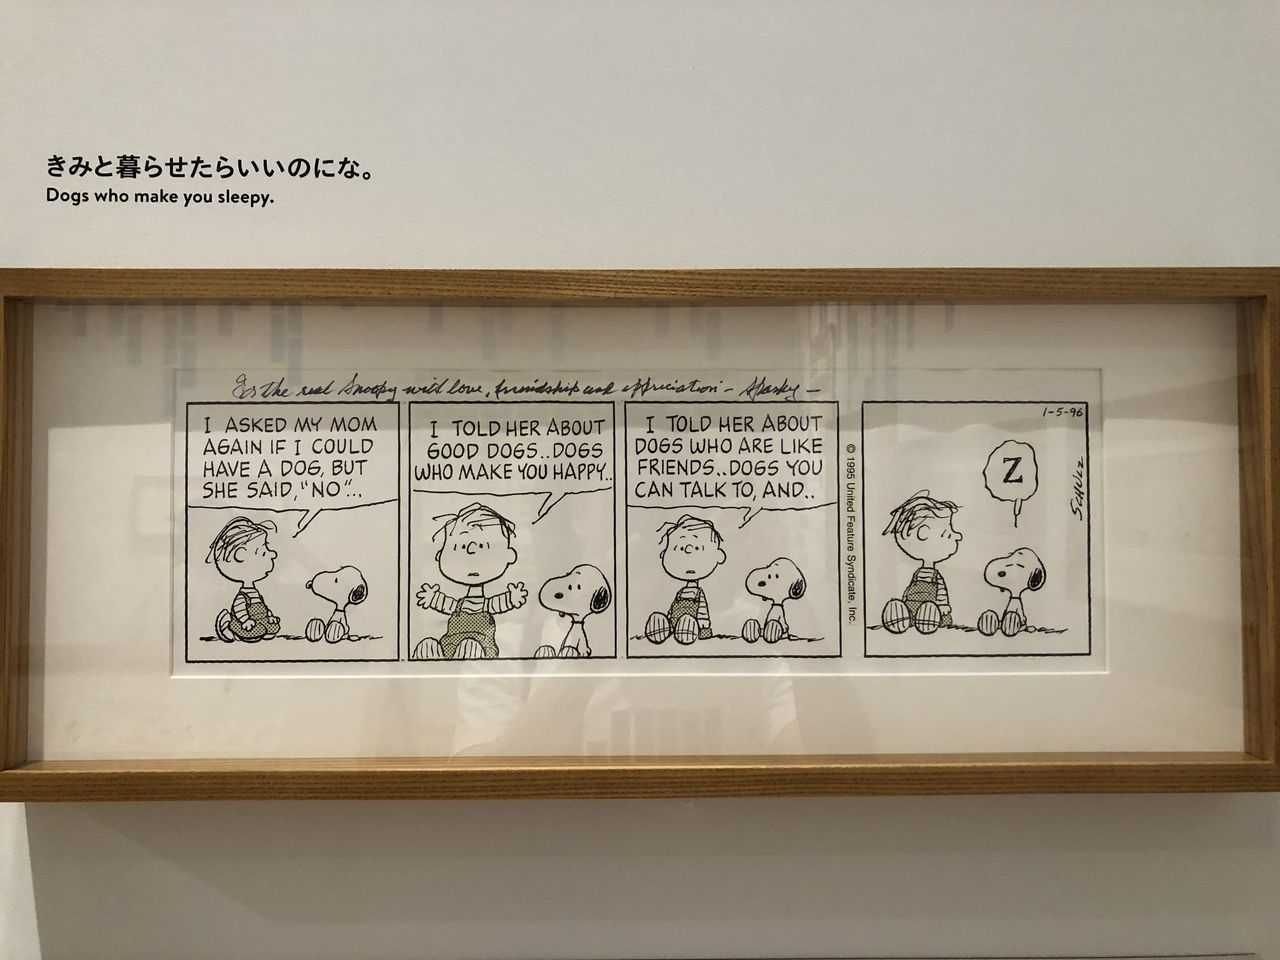 きみと暮らせたらいいのにな。
Dogs who make you sleepy.
For the real Snoopy with love, friendship and appreciation – Sparky –
I ASKED MY MOM
AGAIN IF I COULD
HAVE A DOG, BUT
SHE SAID, "NO"...
I TOLD HER ABOUT
GOOD DOGS..DOGS
WHO MAKE YOU HAPPY..
I TOLD HER ABOUT
DOGS WHO ARE LIKE
FRIENDS..DOGS YOU
CAN TALK TO, AND..
© 1995 United Feature Syndicate, Inc.
1-5-96
Z
SCHULZ